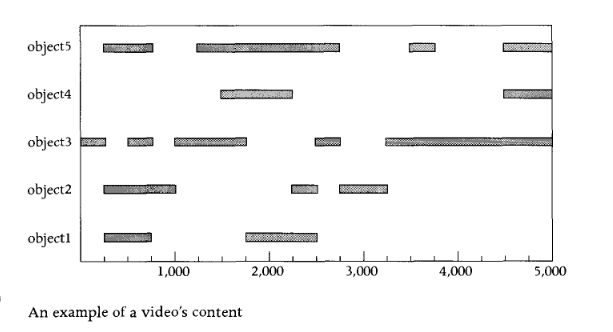 object5
object4
object3
object2
object1
1,000 2,000 3,000 4,000 5,000
An example of a video's content